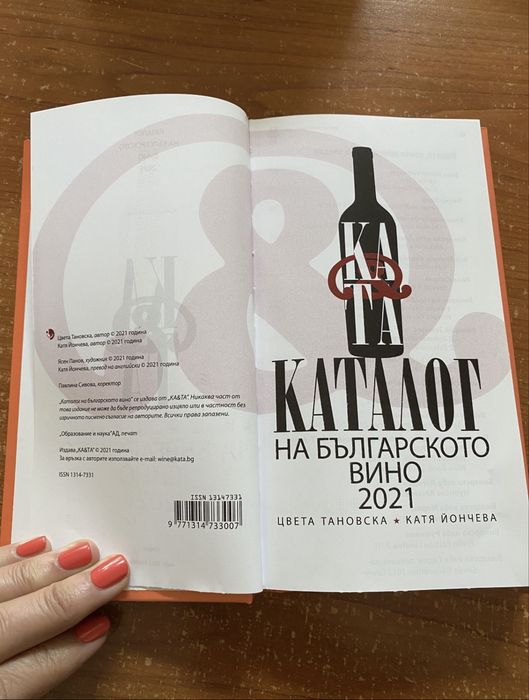 Цвета Тановска, автор © 2021 година
Катя Йончева, автор © 2021 година
Ясен Панов, художник © 2021 година
Катя Йончева, превод на английски © 2021 година
Павлина Сивова, коректор
„Каталог на българското вино“ се издава от „КА&ТА“. Никаква част от
това издание не може да бъде репродуцирано изцяло или в частност без
изричното писмено съгласие на авторите. Всички права запазени.
„Образование и наука“АД, печат
Издава „КА&ТА“ © 2021 година
За връзка с авторите използвайте e-mail: wine@kata.bg
ISSN 1314-7331
ISSN 13147331
9 771314 733007
КА
&
ТА
КАТАЛОГ
НА БЪЛГАРСКОТО
ВИНО
2021
ЦВЕТА ТАНОВСКА ★ КАТЯ ЙОНЧЕВА